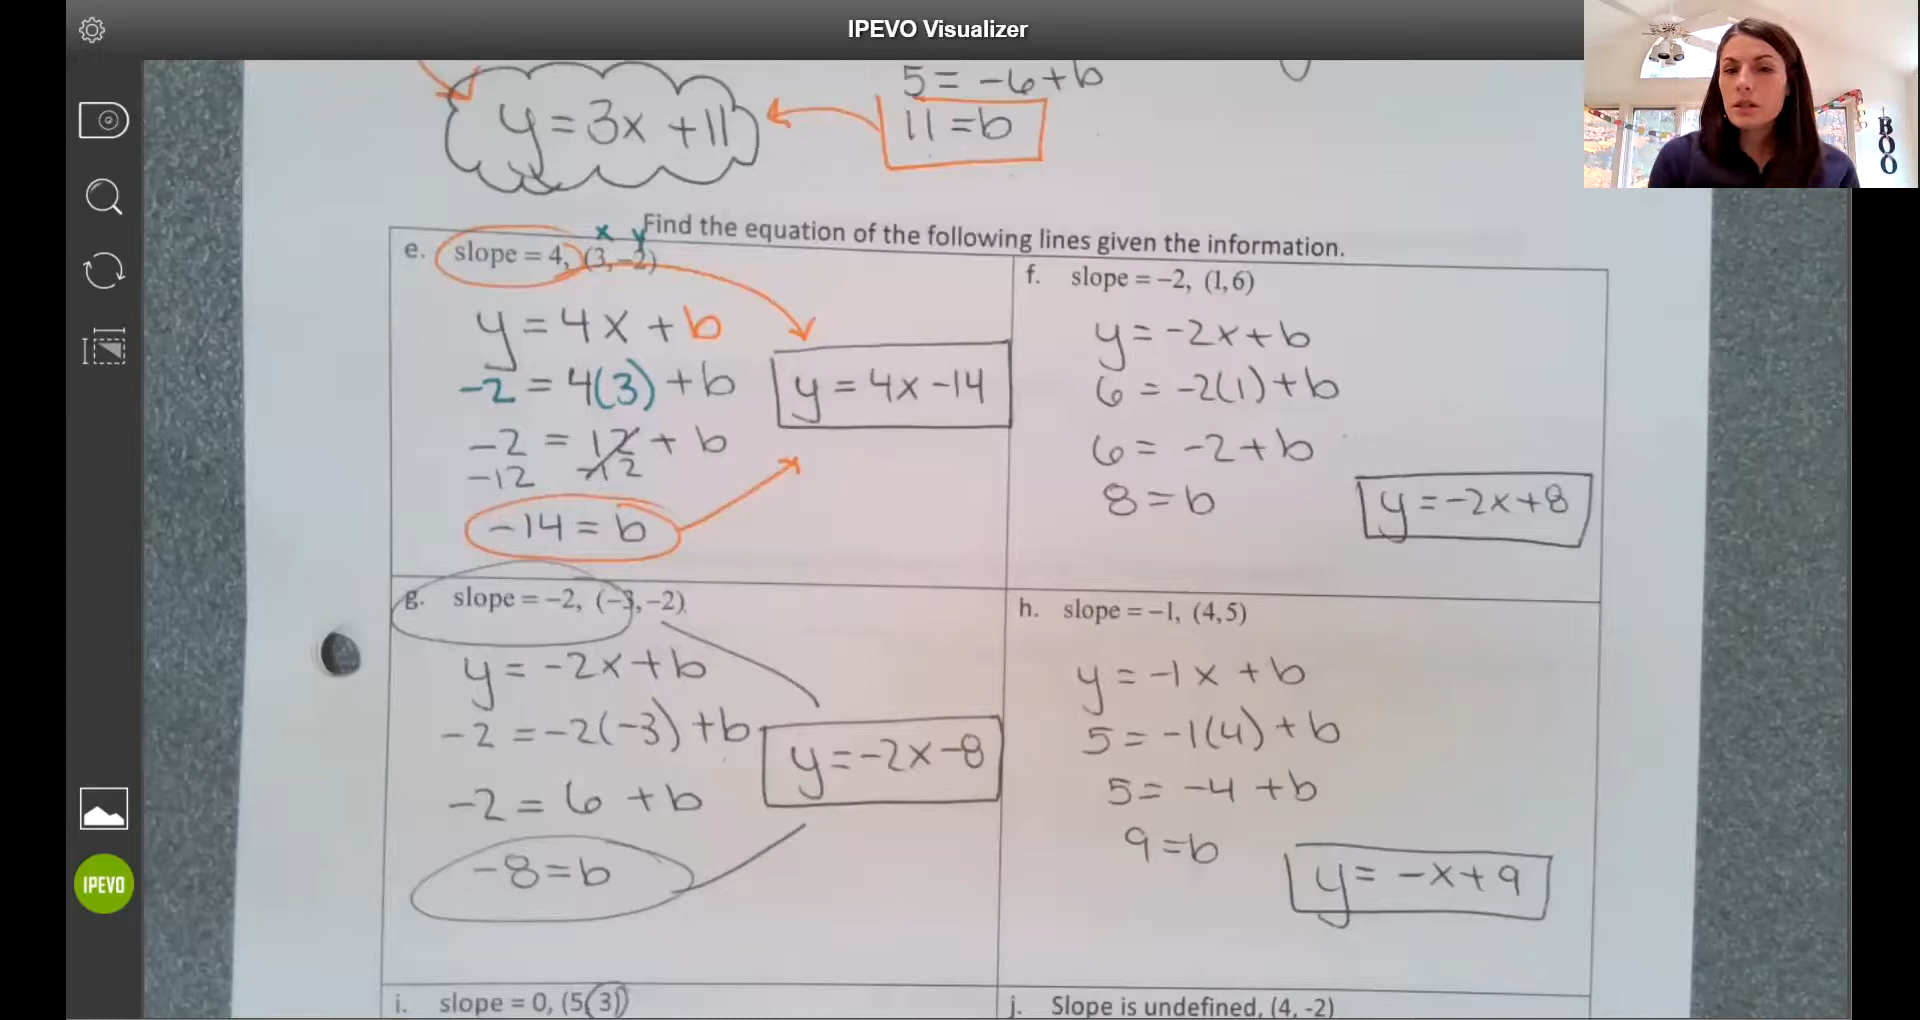 IPEVO Visualizer
5 = -6 + b
y = 3x + 11
11 = b
BOO
Find the equation of the following lines given the information.
e. slope = 4, (3, -2)
x y
y = 4x + b
-2 = 4(3) + b
-2 = 12 + b
-12 -12
-14 = b
y = 4x - 14
f. slope = -2, (1, 6)
y = -2x + b
6 = -2(1) + b
6 = -2 + b
8 = b
y = -2x + 8
g. slope = -2, (-3, -2)
y = -2x + b
-2 = -2(-3) + b
-2 = 6 + b
-8 = b
y = -2x - 8
h. slope = -1, (4, 5)
y = -1x + b
5 = -1(4) + b
5 = -4 + b
9 = b
y = -x + 9
i. slope = 0, (5, 3)
j. Slope is undefined, (4, -2)
IPEVO